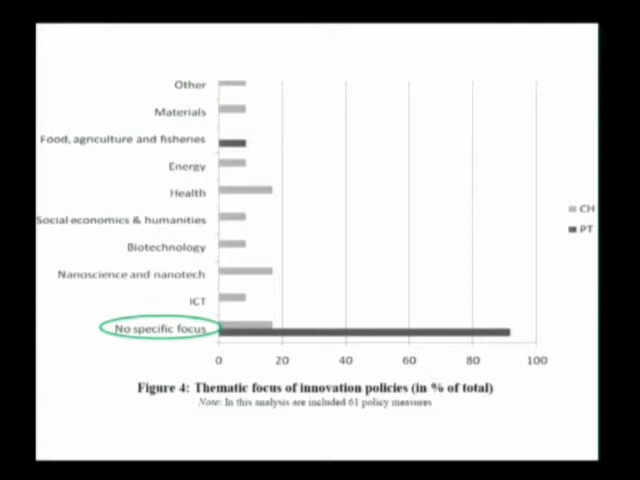 Other
Materials
Food, agriculture and fisheries
Energy
Health
Social economics & humanities
Biotechnology
Nanoscience and nanotech
ICT
No specific focus
0 20 40 60 80 100
CH
PT
Figure 4: Thematic focus of innovation policies (in % of total)
Note: In this analysis are included 61 policy measures